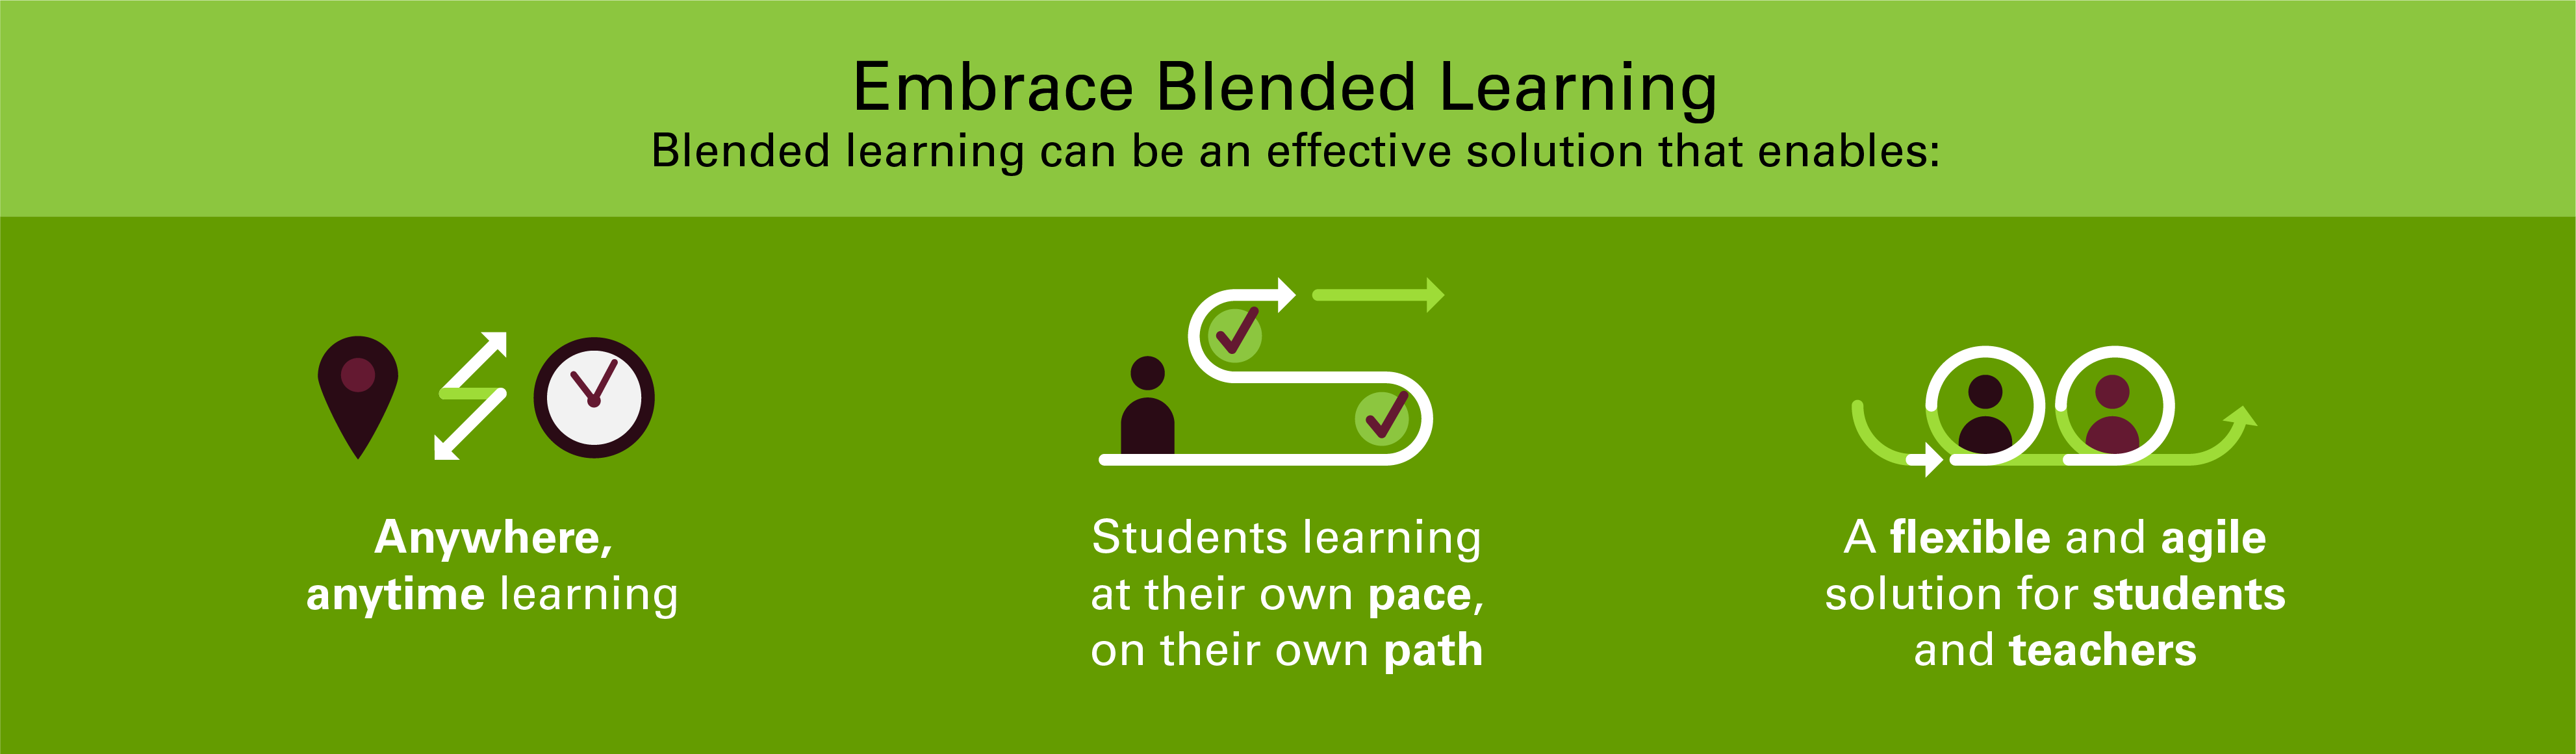 Embrace Blended Learning
Blended learning can be an effective solution that enables:
Anywhere,
anytime learning
Students learning
at their own pace,
on their own path
A flexible and agile
solution for students
and teachers